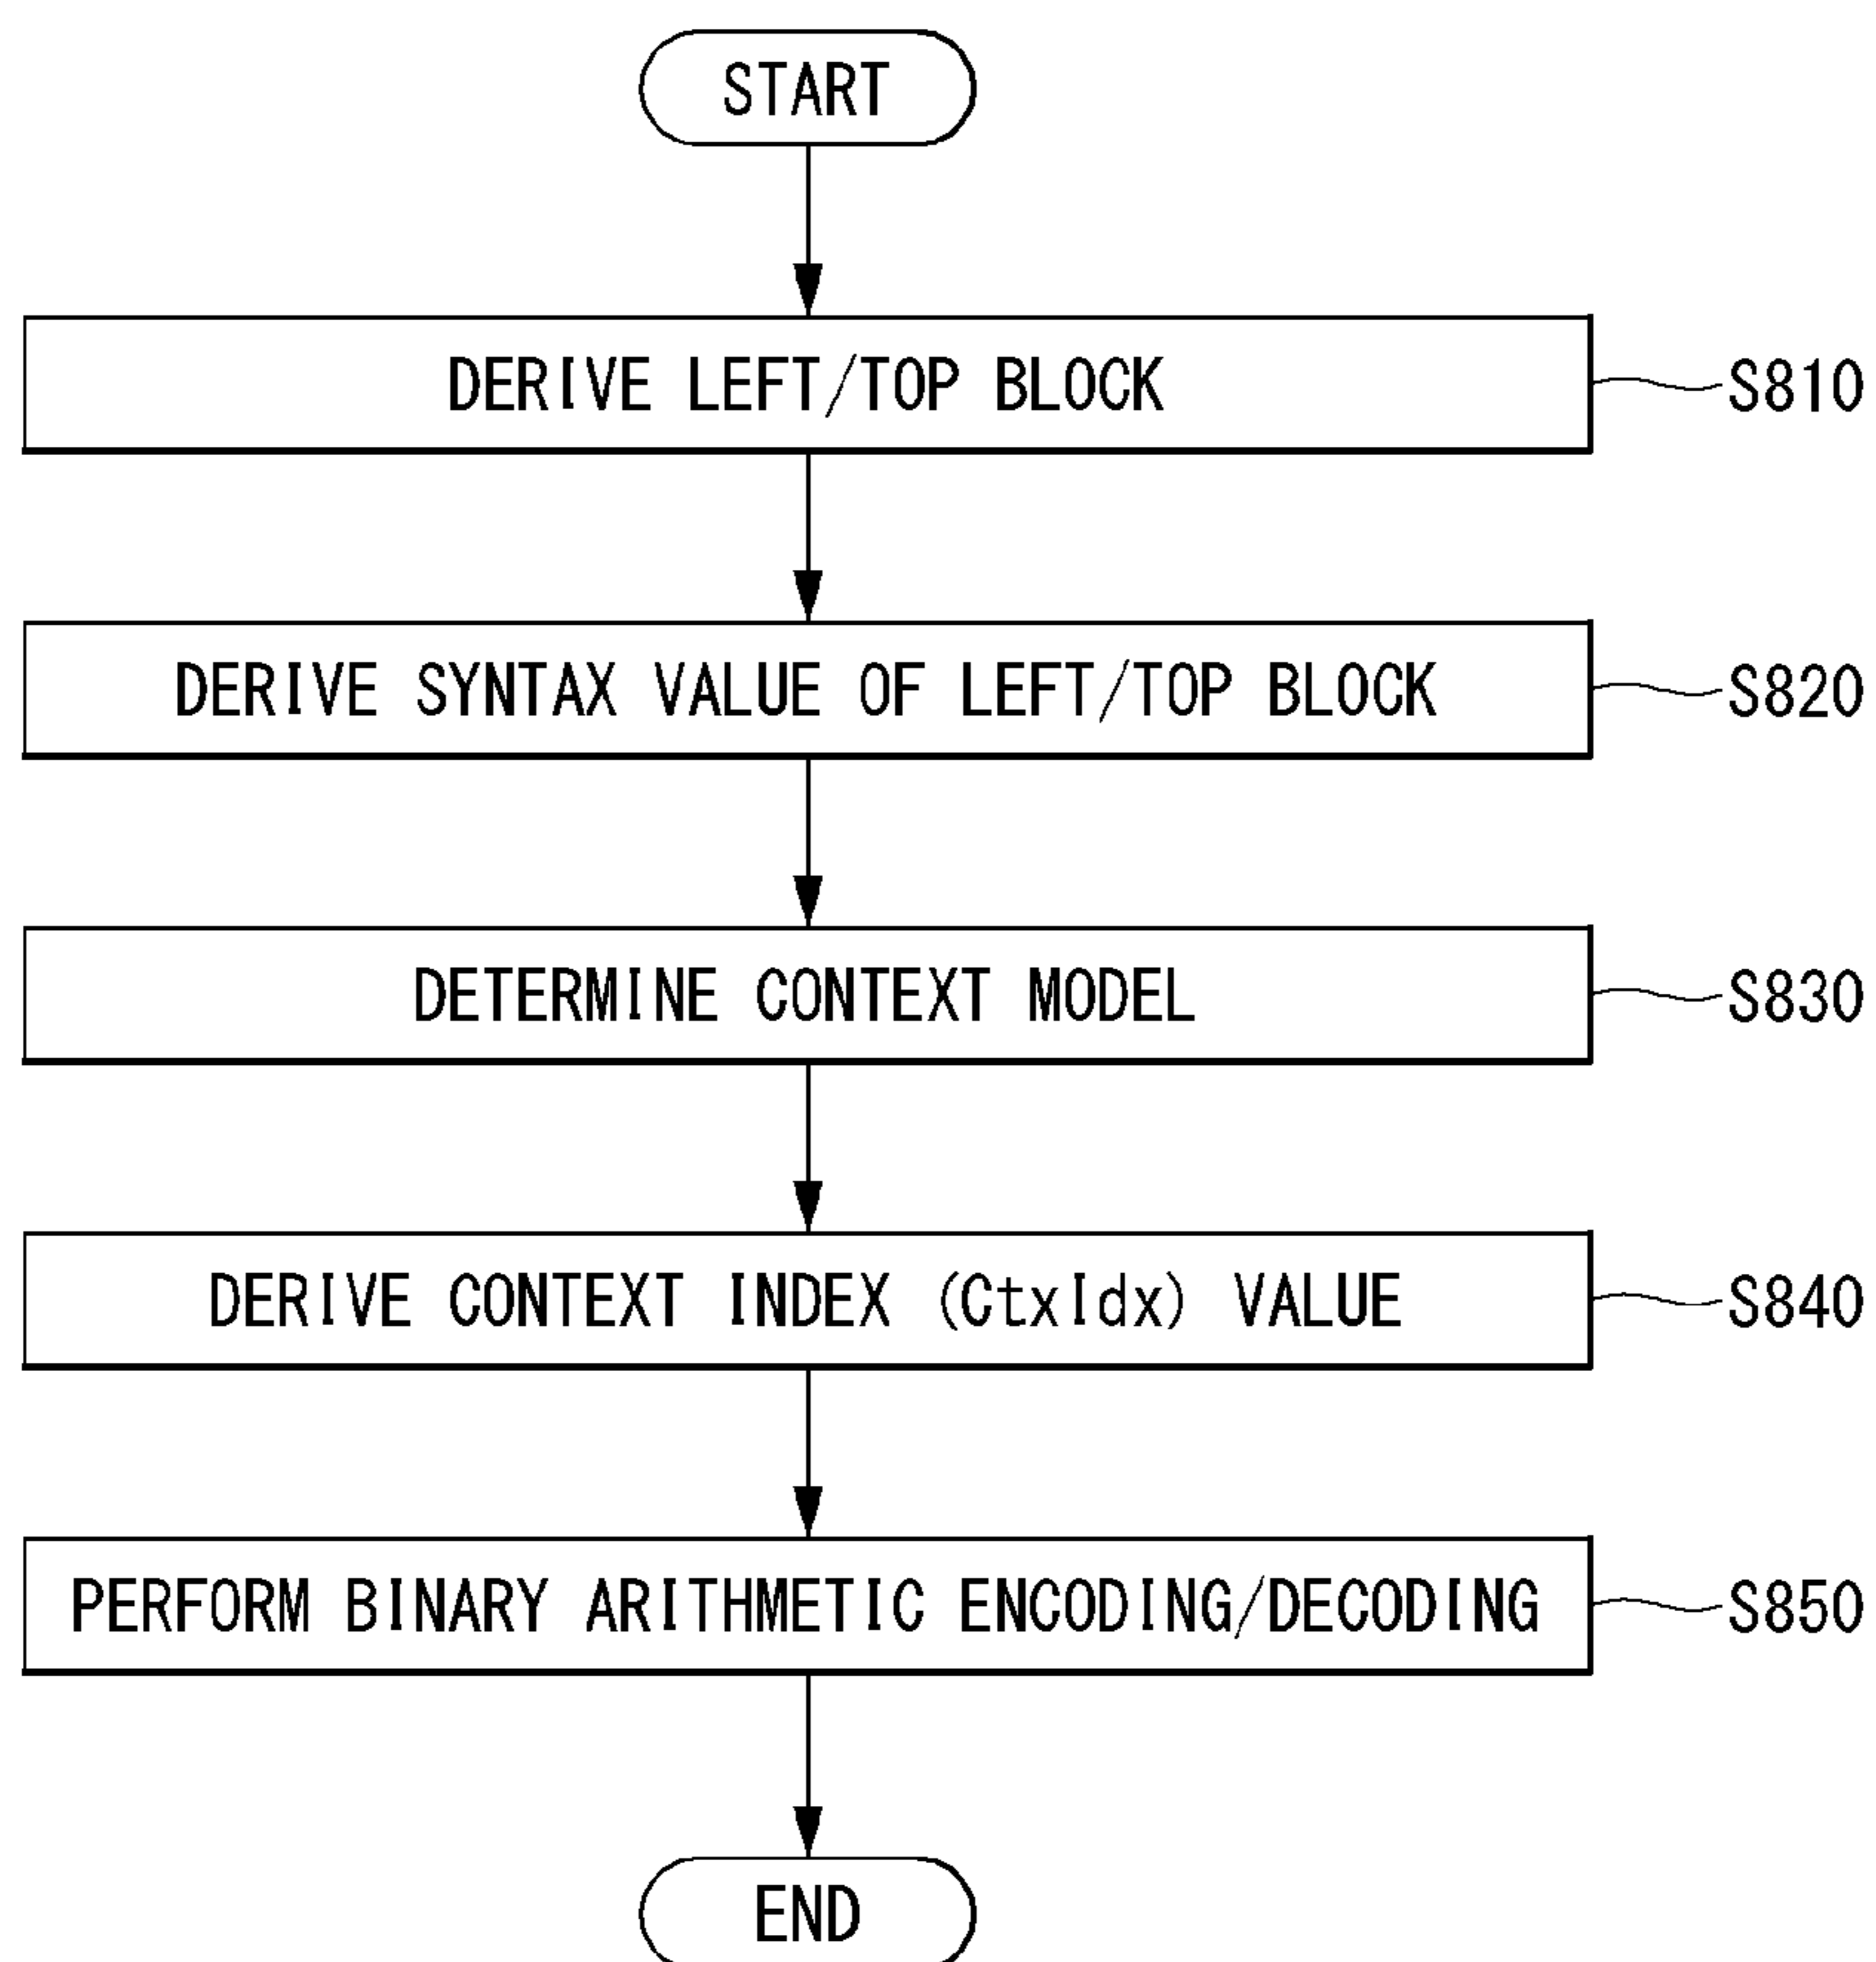 START
DERIVE LEFT/TOP BLOCK
S810
DERIVE SYNTAX VALUE OF LEFT/TOP BLOCK
S820
DETERMINE CONTEXT MODEL
S830
DERIVE CONTEXT INDEX (CtxIdx) VALUE
S840
PERFORM BINARY ARITHMETIC ENCODING/DECODING
S850
END